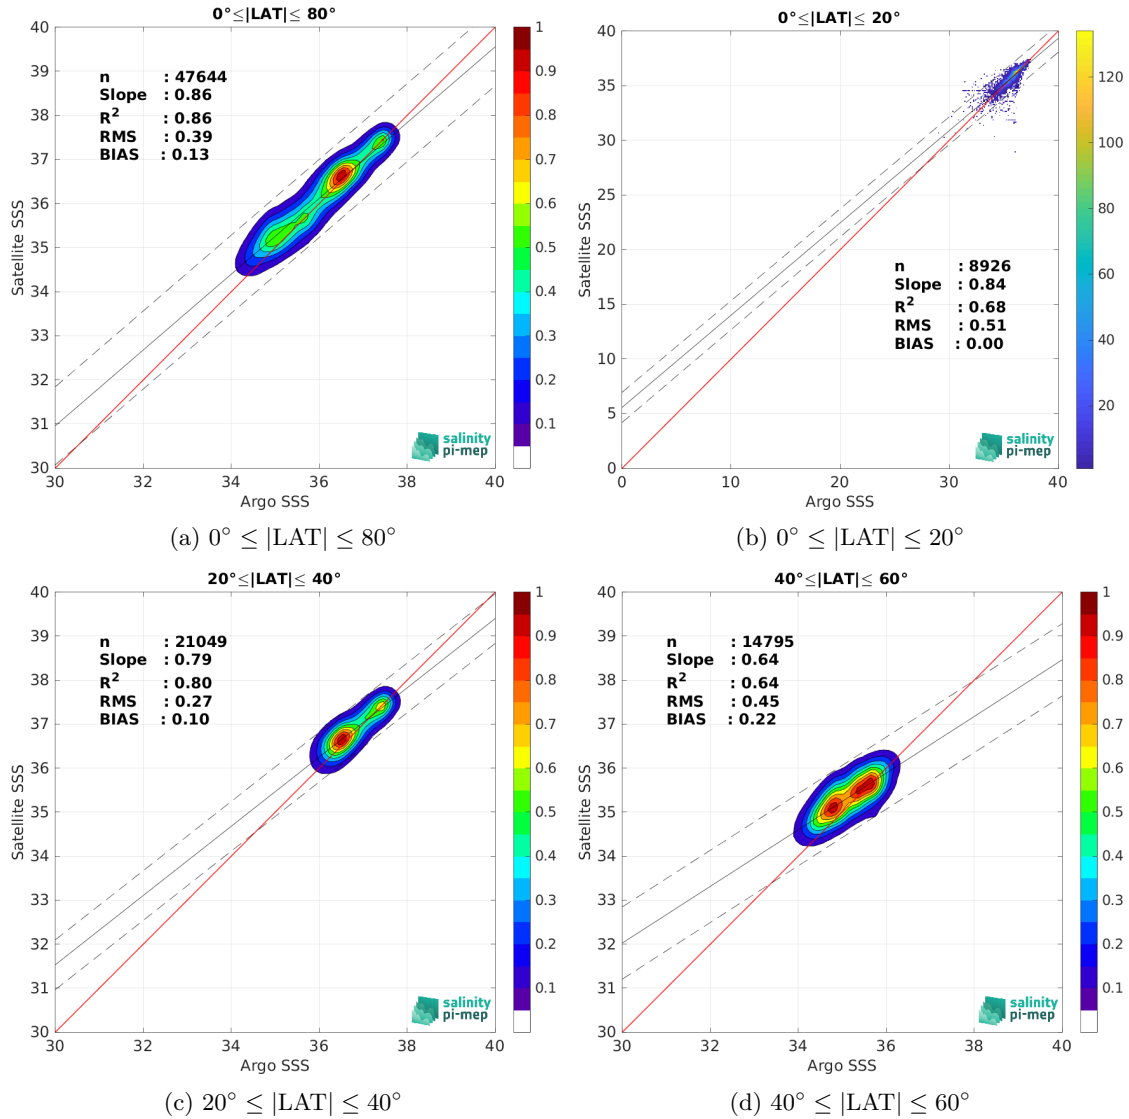 0°≤|LAT|≤ 80°
40
39
38
37
36
35
34
33
32
31
30
30 32 34 36 38 40
Satellite SSS
Argo SSS
n : 47644
Slope : 0.86
R² : 0.86
RMS : 0.39
BIAS : 0.13
1
0.9
0.8
0.7
0.6
0.5
0.4
0.3
0.2
0.1
salinity
pi-mep
(a) 0° ≤ |LAT| ≤ 80°
0°≤|LAT|≤ 20°
40
35
30
25
20
15
10
5
0
0 10 20 30 40
Satellite SSS
Argo SSS
n : 8926
Slope : 0.84
R² : 0.68
RMS : 0.51
BIAS : 0.00
120
100
80
60
40
20
salinity
pi-mep
(b) 0° ≤ |LAT| ≤ 20°
20°≤|LAT|≤ 40°
40
39
38
37
36
35
34
33
32
31
30
30 32 34 36 38 40
Satellite SSS
Argo SSS
n : 21049
Slope : 0.79
R² : 0.80
RMS : 0.27
BIAS : 0.10
1
0.9
0.8
0.7
0.6
0.5
0.4
0.3
0.2
0.1
salinity
pi-mep
(c) 20° ≤ |LAT| ≤ 40°
40°≤|LAT|≤ 60°
40
39
38
37
36
35
34
33
32
31
30
30 32 34 36 38 40
Satellite SSS
Argo SSS
n : 14795
Slope : 0.64
R² : 0.64
RMS : 0.45
BIAS : 0.22
1
0.9
0.8
0.7
0.6
0.5
0.4
0.3
0.2
0.1
salinity
pi-mep
(d) 40° ≤ |LAT| ≤ 60°